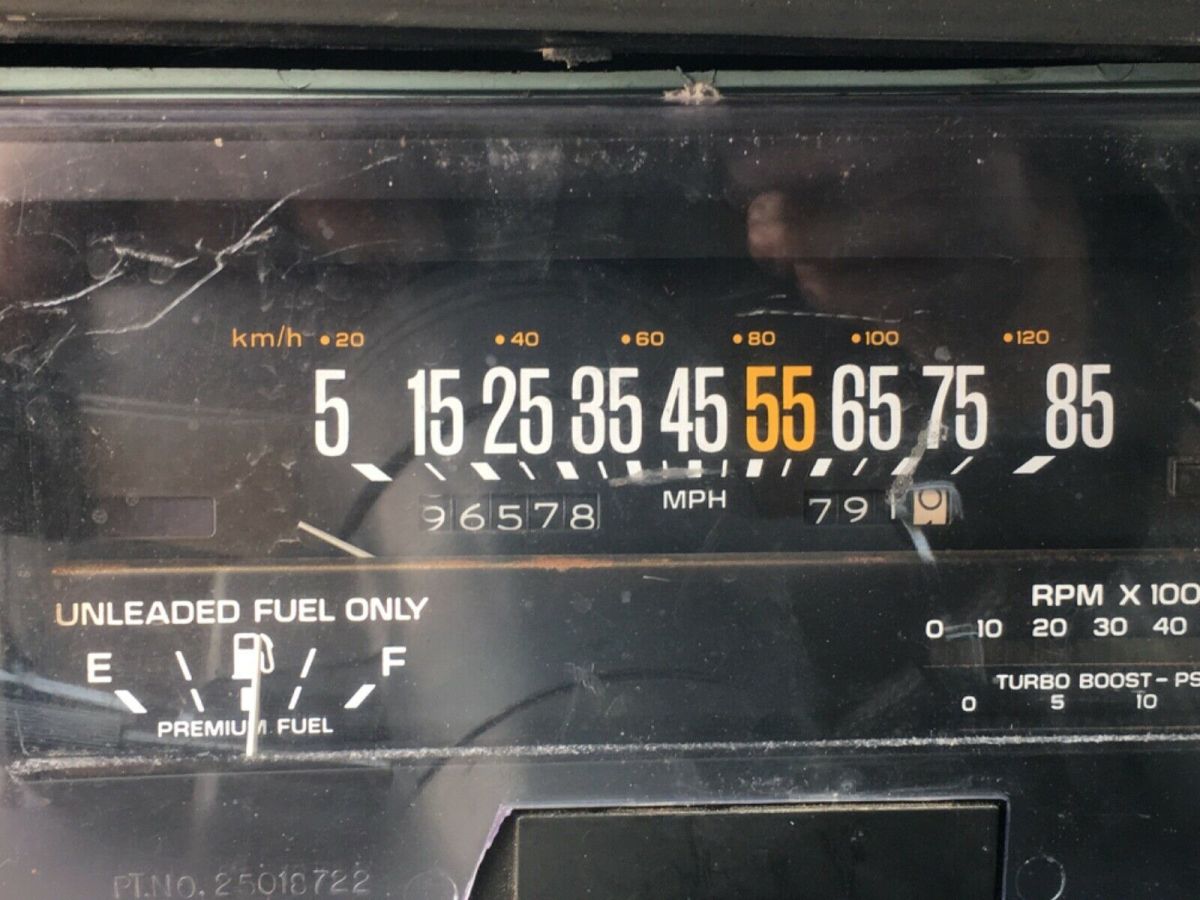 km/h 20 40 60 80 100 120
5 15 25 35 45 55 65 75 85
96578 MPH 791
UNLEADED FUEL ONLY
E F
PREMIUM FUEL
RPM X 100
0 10 20 30 40
TURBO BOOST - PS
0 5 10
PT.NO. 25018722